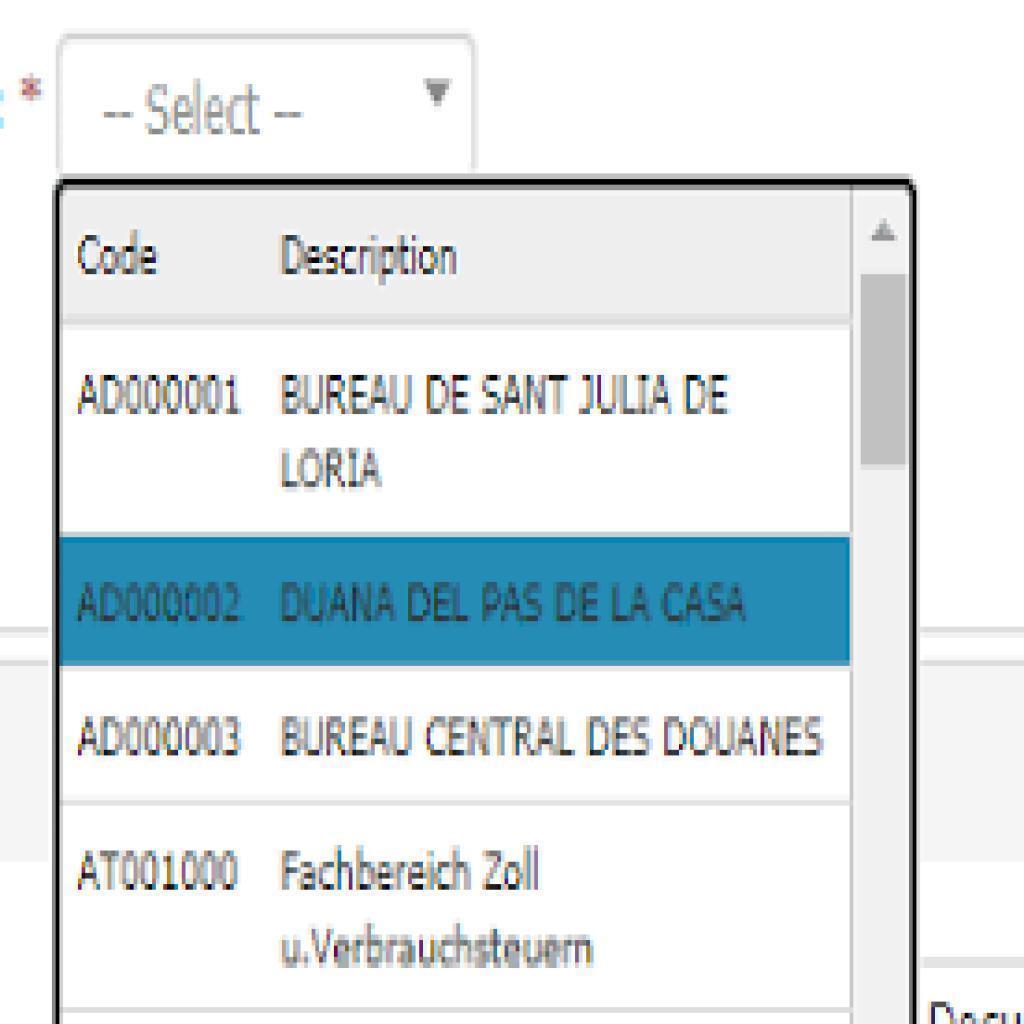 *
-- Select --
Code Description
AD000001 BUREAU DE SANT JULIA DE
LORIA
AD000002 DUANA DEL PAS DE LA CASA
AD000003 BUREAU CENTRAL DES DOUANES
AT001000 Fachbereich Zoll
u.Verbrauchsteuern